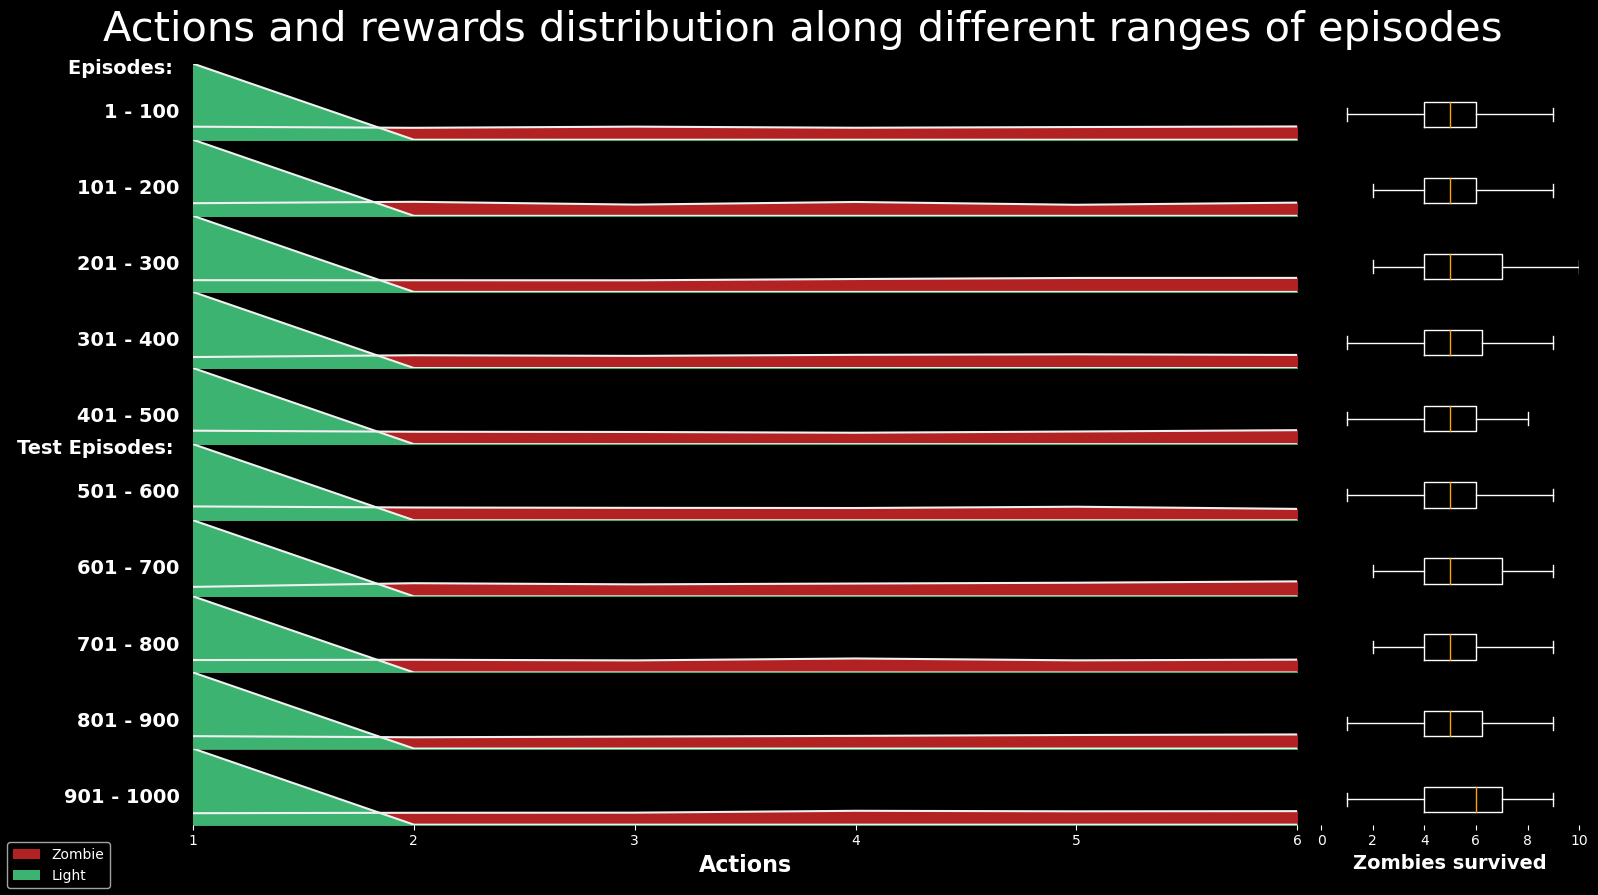 Actions and rewards distribution along different ranges of episodes
Episodes:
1 - 100
101 - 200
201 - 300
301 - 400
401 - 500
Test Episodes:
501 - 600
601 - 700
701 - 800
801 - 900
901 - 1000
1 2 3 4 5 6 0 2 4 6 8 10
Actions Zombies survived
Zombie
Light